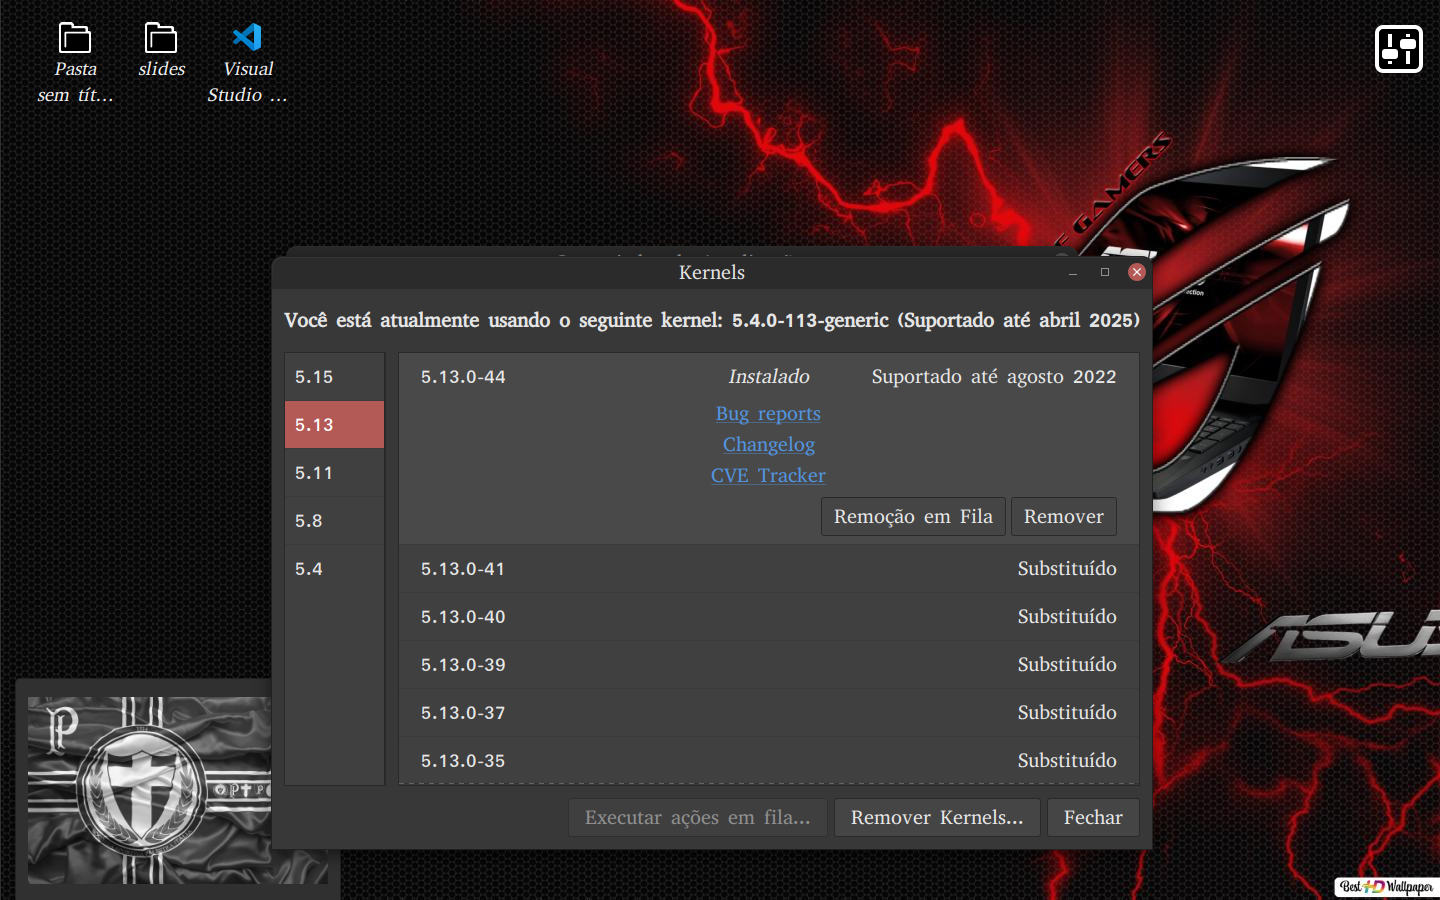 Pasta
sem tít...
slides
Visual
Studio ...
GAMERS
Kernels
Você está atualmente usando o seguinte kernel: 5.4.0-113-generic (Suportado até abril 2025)
5.15
5.13
5.11
5.8
5.4
5.13.0-44 Instalado Suportado até agosto 2022
Bug reports
Changelog
CVE Tracker
Remoção em Fila Remover
5.13.0-41 Substituído
5.13.0-40 Substituído
5.13.0-39 Substituído
5.13.0-37 Substituído
5.13.0-35 Substituído
Executar ações em fila... Remover Kernels... Fechar
ASUS
Best HD Wallpaper